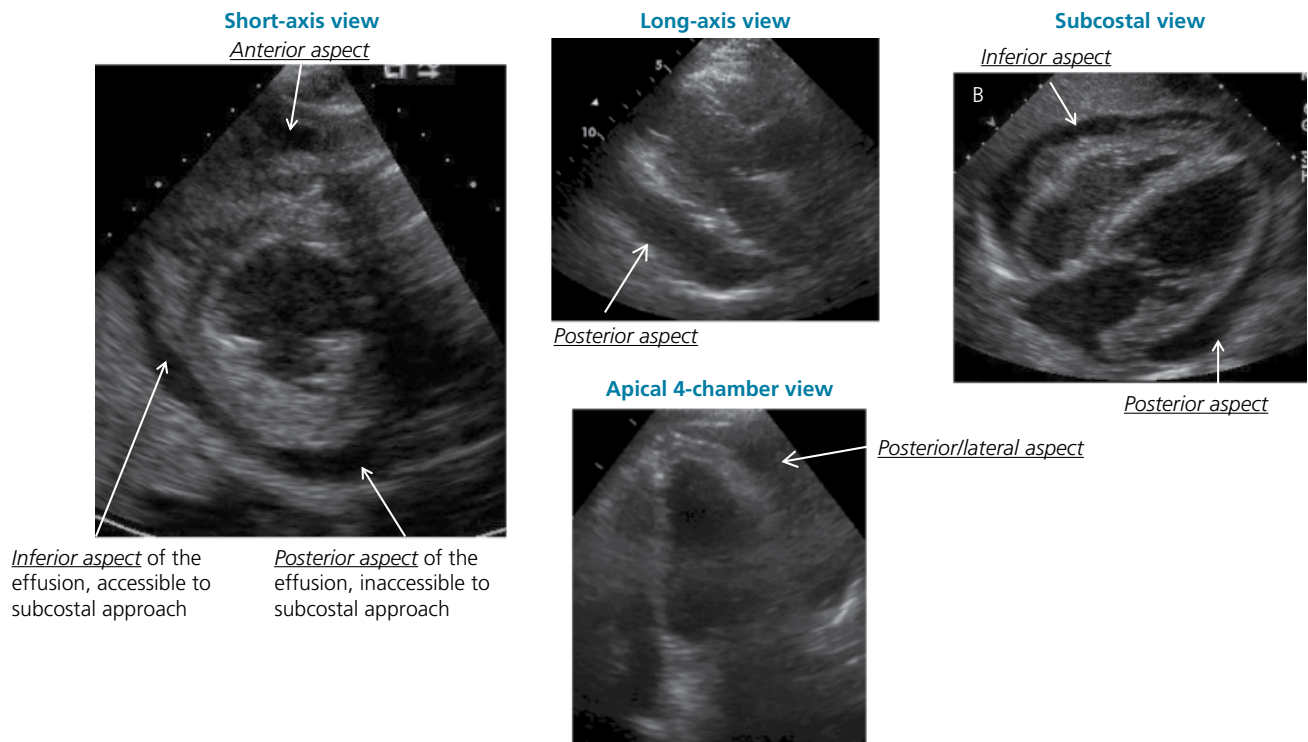 Short-axis view
Anterior aspect
Inferior aspect of the
effusion, accessible to
subcostal approach
Posterior aspect of the
effusion, inaccessible to
subcostal approach
Long-axis view
5
10
Posterior aspect
Apical 4-chamber view
Posterior/lateral aspect
Subcostal view
Inferior aspect
B
Posterior aspect